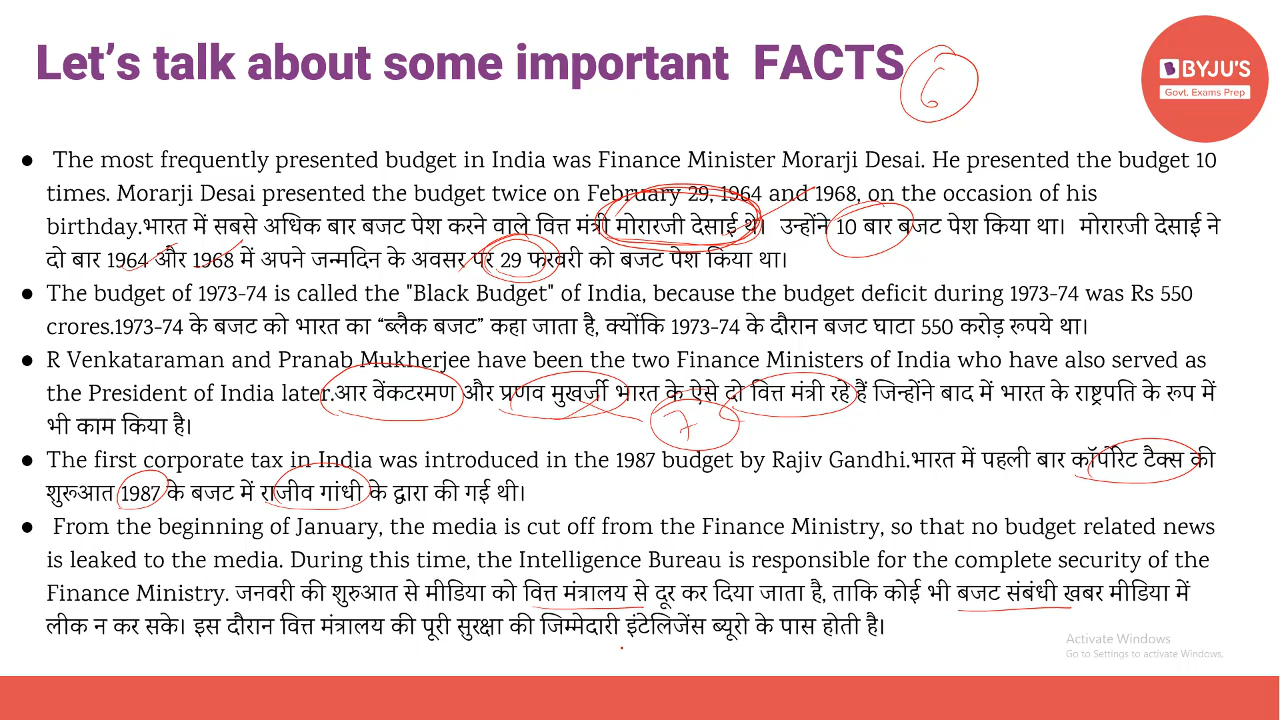 Let’s talk about some important FACTS
6
BYJU'S
Govt. Exams Prep
● The most frequently presented budget in India was Finance Minister Morarji Desai. He presented the budget 10
times. Morarji Desai presented the budget twice on February 29, 1964 and 1968, on the occasion of his
birthday.भारत में सबसे अधिक बार बजट पेश करने वाले वित्त मंत्री मोरारजी देसाई थे। उन्होंने 10 बार बजट पेश किया था। मोरारजी देसाई ने
दो बार 1964 और 1968 में अपने जन्मदिन के अवसर पर 29 फरवरी को बजट पेश किया था।
● The budget of 1973-74 is called the "Black Budget" of India, because the budget deficit during 1973-74 was Rs 550
crores.1973-74 के बजट को भारत का “ब्लैक बजट” कहा जाता है, क्योंकि 1973-74 के दौरान बजट घाटा 550 करोड़ रूपये था।
● R Venkataraman and Pranab Mukherjee have been the two Finance Ministers of India who have also served as
the President of India later.आर वेंकटरमण और प्रणव मुखर्जी भारत के ऐसे दो वित्त मंत्री रहे हैं जिन्होंने बाद में भारत के राष्ट्रपति के रूप में
भी काम किया है।
7
● The first corporate tax in India was introduced in the 1987 budget by Rajiv Gandhi.भारत में पहली बार कॉर्पोरेट टैक्स की
शुरूआत 1987 के बजट में राजीव गांधी के द्वारा की गई थी।
● From the beginning of January, the media is cut off from the Finance Ministry, so that no budget related news
is leaked to the media. During this time, the Intelligence Bureau is responsible for the complete security of the
Finance Ministry. जनवरी की शुरुआत से मीडिया को वित्त मंत्रालय से दूर कर दिया जाता है, ताकि कोई भी बजट संबंधी खबर मीडिया में
लीक न कर सके। इस दौरान वित्त मंत्रालय की पूरी सुरक्षा की जिम्मेदारी इंटेलिजेंस ब्यूरो के पास होती है।
Activate Windows
Go to Settings to activate Windows.